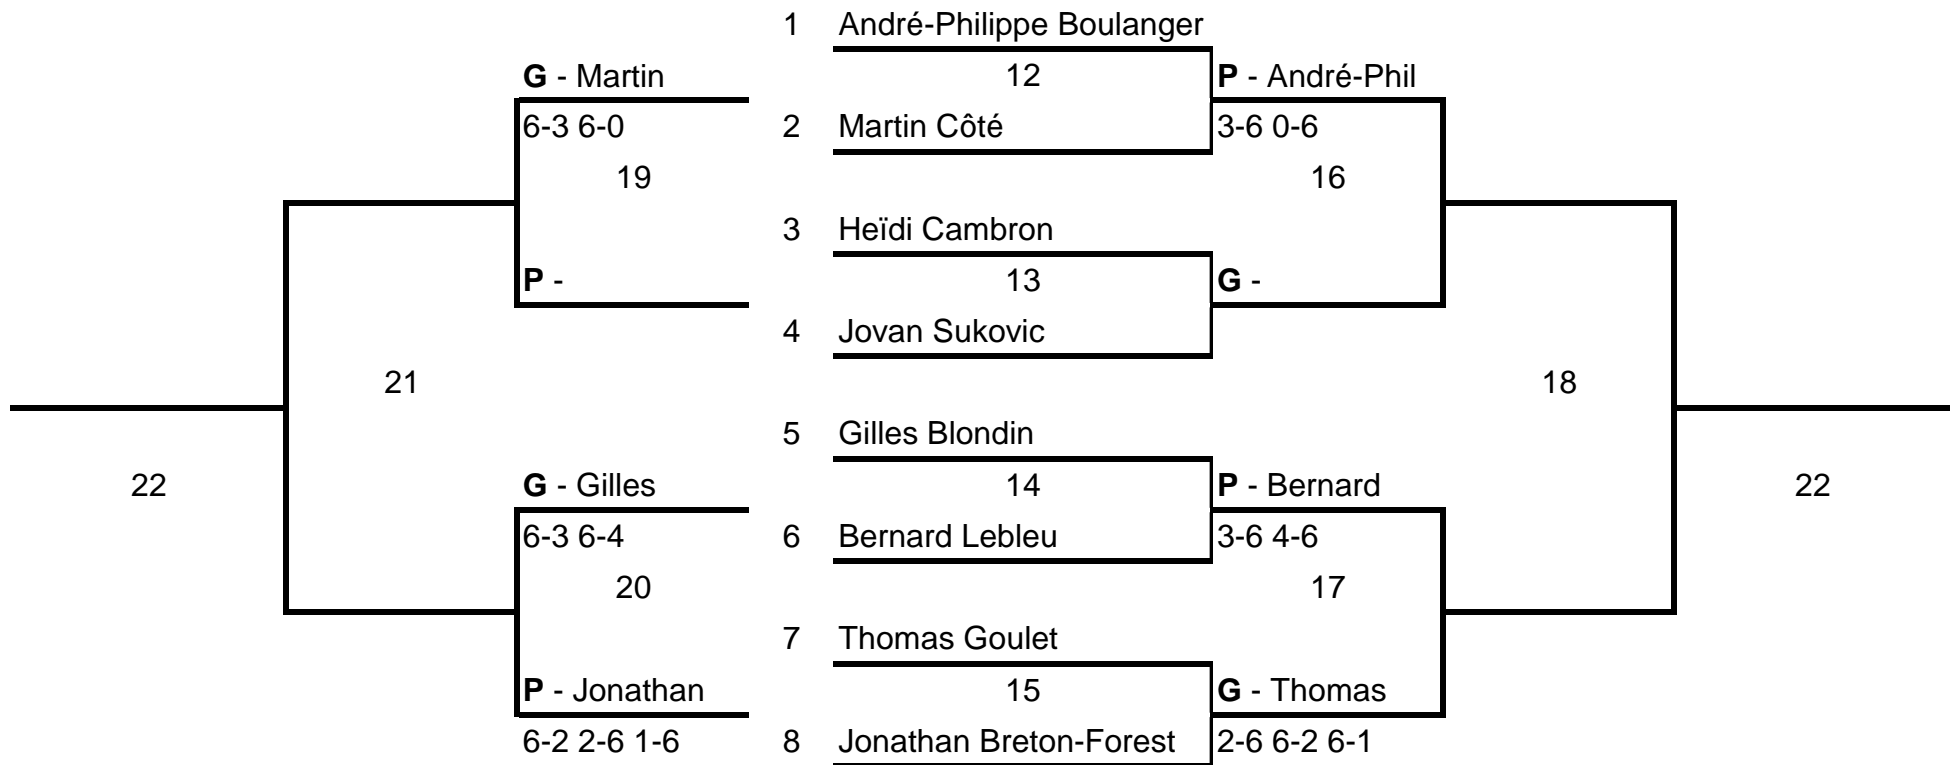 1 André-Philippe Boulanger
G - Martin 12 P - André-Phil
6-3 6-0 2 Martin Côté 3-6 0-6
19 16
3 Heïdi Cambron
P - 13 G -
4 Jovan Sukovic
21 18
5 Gilles Blondin
22 G - Gilles 14 P - Bernard 22
6-3 6-4 6 Bernard Lebleu 3-6 4-6
20 17
7 Thomas Goulet
P - Jonathan 15 G - Thomas
6-2 2-6 1-6 8 Jonathan Breton-Forest 2-6 6-2 6-1